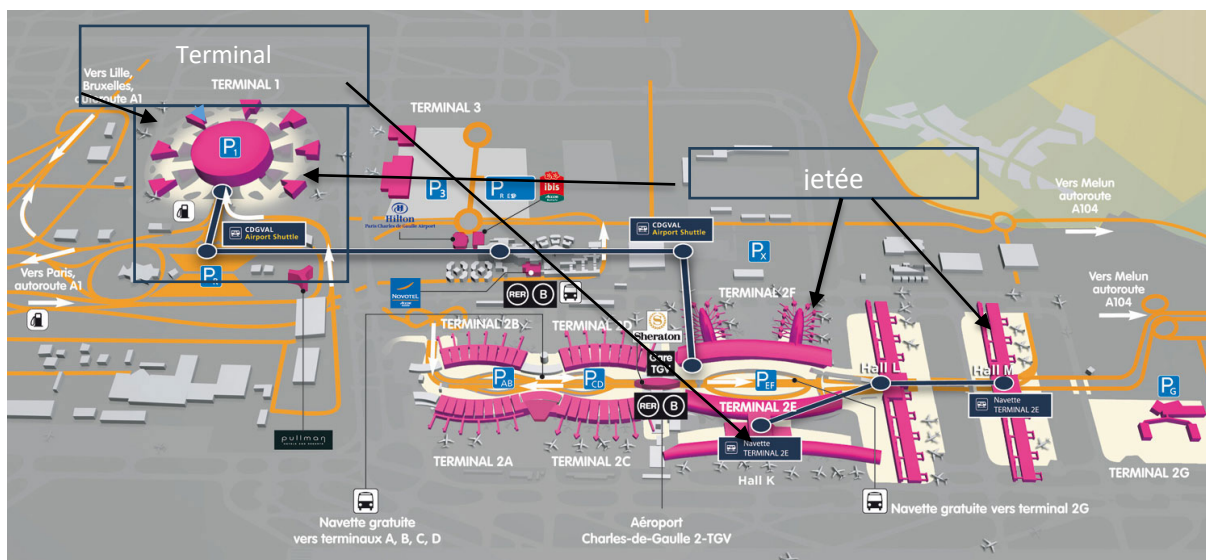 Terminal
Vers Lille,
Bruxelles,
autoroute A1
TERMINAL 1
P1
TERMINAL 3
P3
ibis
Hilton
Paris Charles de Gaulle Airport
jetée
Vers Melun
autoroute
A104
CDGVAL
Airport Shuttle
CDGVAL
Airport Shuttle
Vers Paris,
autoroute A1
PR
PX
Vers Melun
autoroute
A104
NOVOTEL
RER B
TERMINAL 2F
TERMINAL 2B
TERMINAL 2D
Sheraton
Gare
TGV
PAB
PCD
PEF
Hall L
Hall M
PG
RER B
TERMINAL 2E
Navette
TERMINAL 2E
Navette
TERMINAL 2E
pullman
TERMINAL 2A
TERMINAL 2C
Hall K
TERMINAL 2G
Navette gratuite
vers terminaux A, B, C, D
Aéroport
Charles-de-Gaulle 2-TGV
Navette gratuite vers terminal 2G